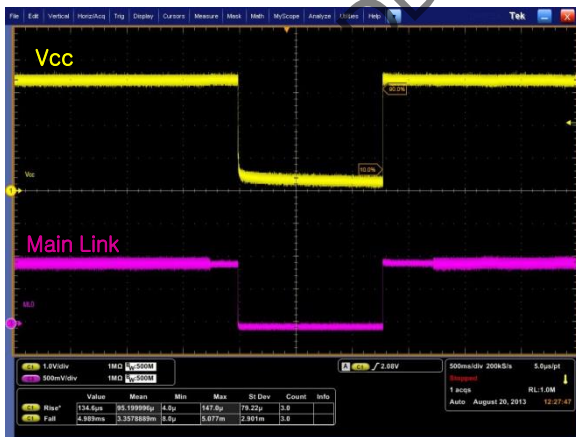 File Edit Vertical Horiz/Acq Trig Display Cursors Measure Mask Math MyScope Analyze Utilities Help Tek
Vcc
90.0%
10.0%
Vcc
1
Main Link
ML0
C1 1.0V/div 1MΩ BW:500M
C3 500mV/div 1MΩ BW:500M
A C1 ∫ 2.08V
500ms/div 200kS/s 5.0µs/pt
Stopped
1 acqs RL:1.0M
Auto August 20, 2013 12:27:47
Value Mean Min Max St Dev Count Info
C1 Rise* 134.6µs 95.199996µ 4.0µ 147.0µ 79.22µ 3.0
C1 Fall 4.989ms 3.3578889m 8.0µ 5.077m 2.901m 3.0